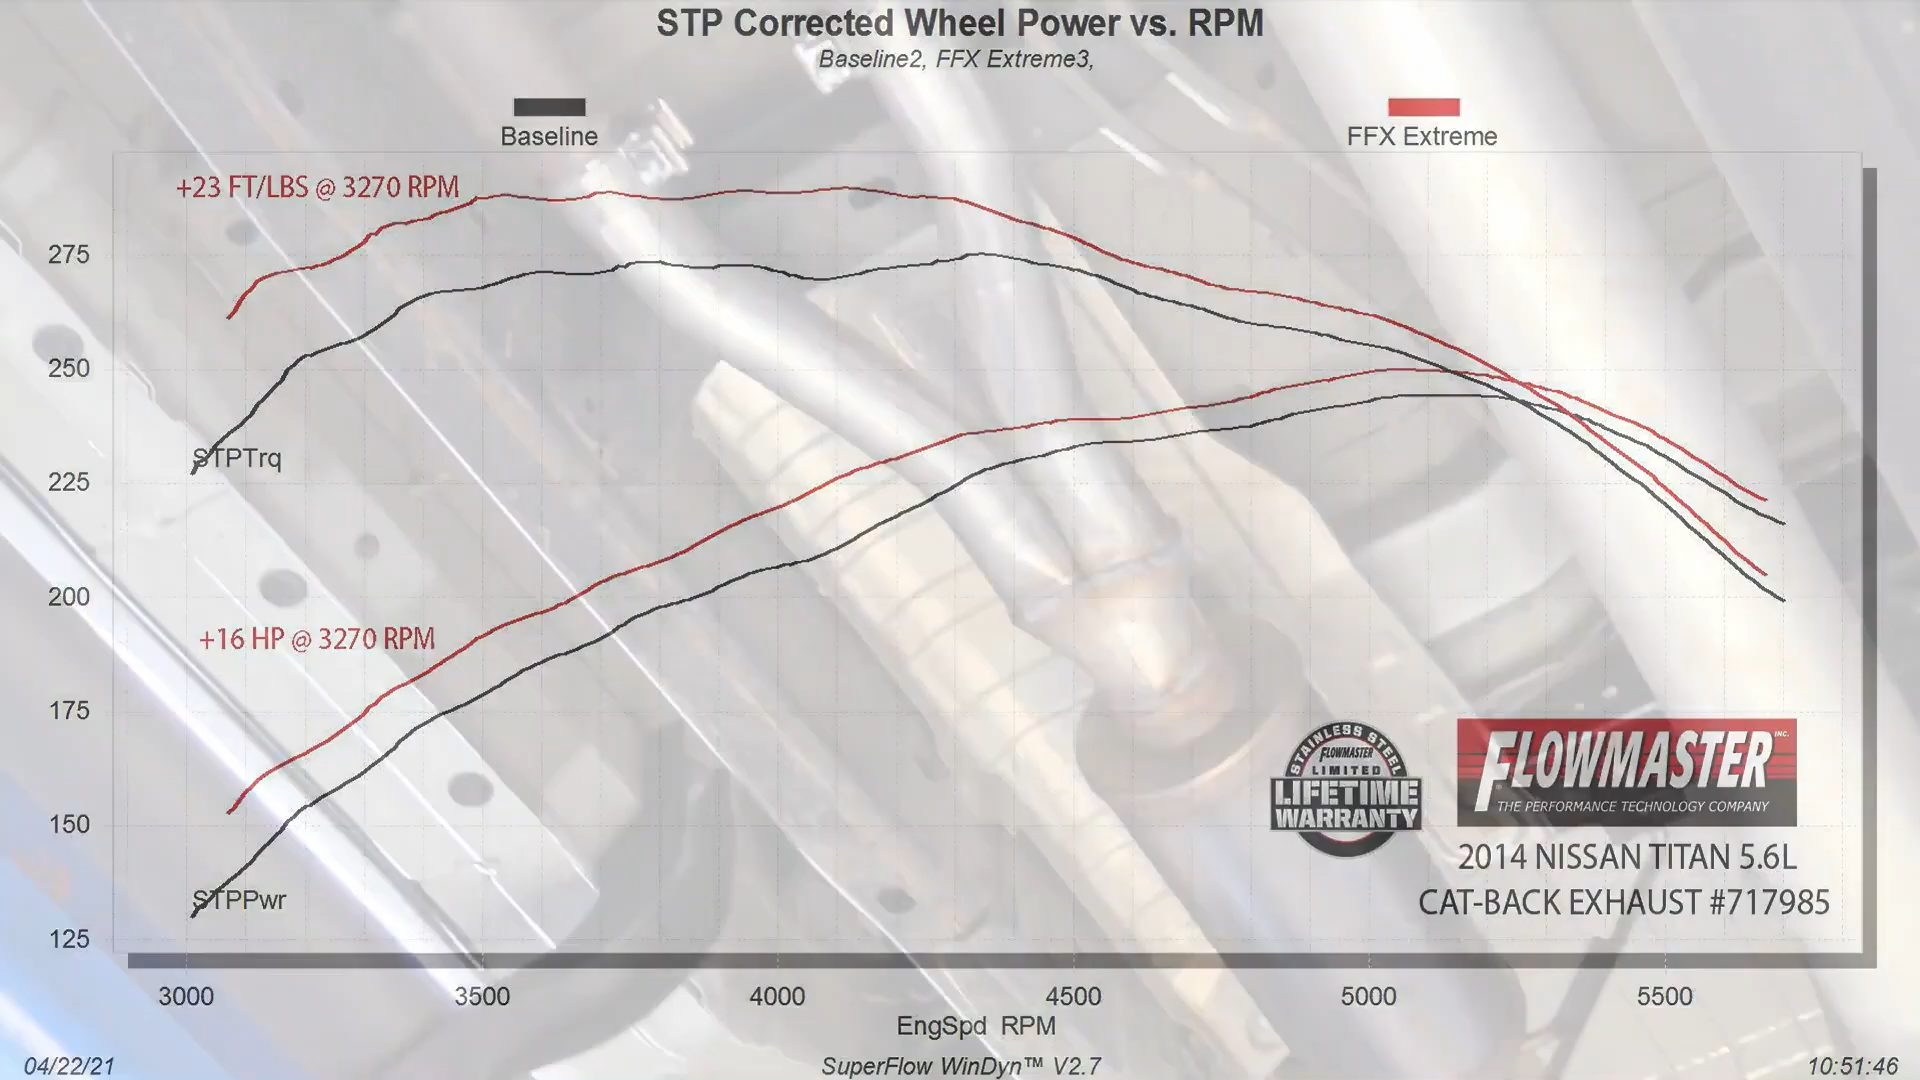 STP Corrected Wheel Power vs. RPM
Baseline2, FFX Extreme3,
Baseline
FFX Extreme
+23 FT/LBS @ 3270 RPM
275
250
STPTrq
225
200
+16 HP @ 3270 RPM
175
150
STPPwr
125
STAINLESS STEEL
FLOWMASTER
LIMITED
LIFETIME
WARRANTY
FLOWMASTER INC.
THE PERFORMANCE TECHNOLOGY COMPANY
2014 NISSAN TITAN 5.6L
CAT-BACK EXHAUST #717985
3000 3500 4000 4500 5000 5500
EngSpd RPM
04/22/21 SuperFlow WinDyn™ V2.7 10:51:46